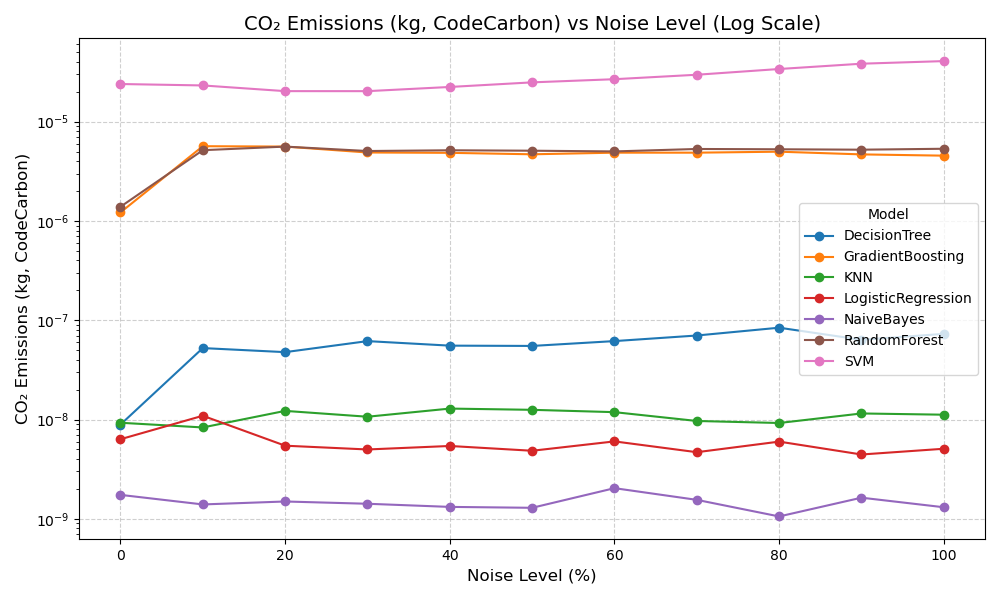 CO₂ Emissions (kg, CodeCarbon) vs Noise Level (Log Scale)
CO₂ Emissions (kg, CodeCarbon)
10⁻⁵
10⁻⁶
10⁻⁷
10⁻⁸
10⁻⁹
Model
DecisionTree
GradientBoosting
KNN
LogisticRegression
NaiveBayes
RandomForest
SVM
0 20 40 60 80 100
Noise Level (%)